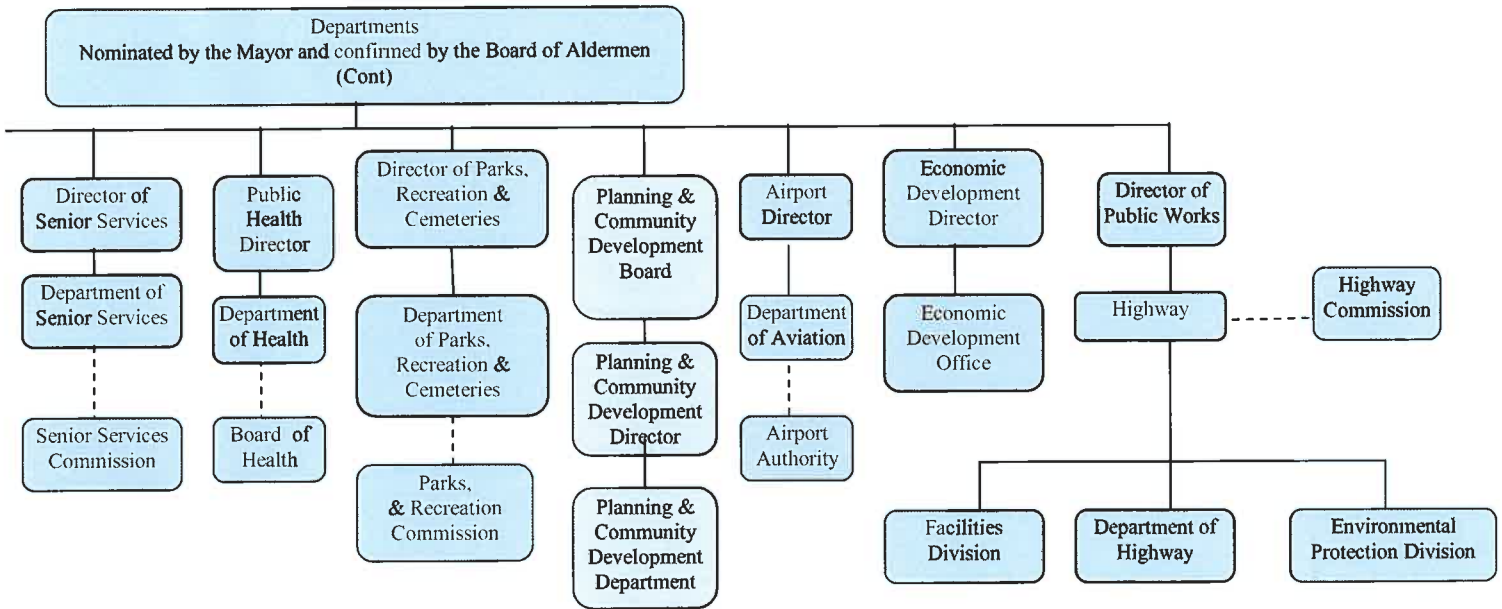 Departments
Nominated by the Mayor and confirmed by the Board of Aldermen
(Cont)
Director of
Senior Services
Department of
Senior Services
Senior Services
Commission
Public
Health
Director
Department
of Health
Board of
Health
Director of Parks,
Recreation &
Cemeteries
Department
of Parks,
Recreation &
Cemeteries
Parks,
& Recreation
Commission
Planning &
Community
Development
Board
Planning &
Community
Development
Director
Planning &
Community
Development
Department
Airport
Director
Department
of Aviation
Airport
Authority
Economic
Development
Director
Economic
Development
Office
Director of
Public Works
Highway
Highway
Commission
Facilities
Division
Department of
Highway
Environmental
Protection Division